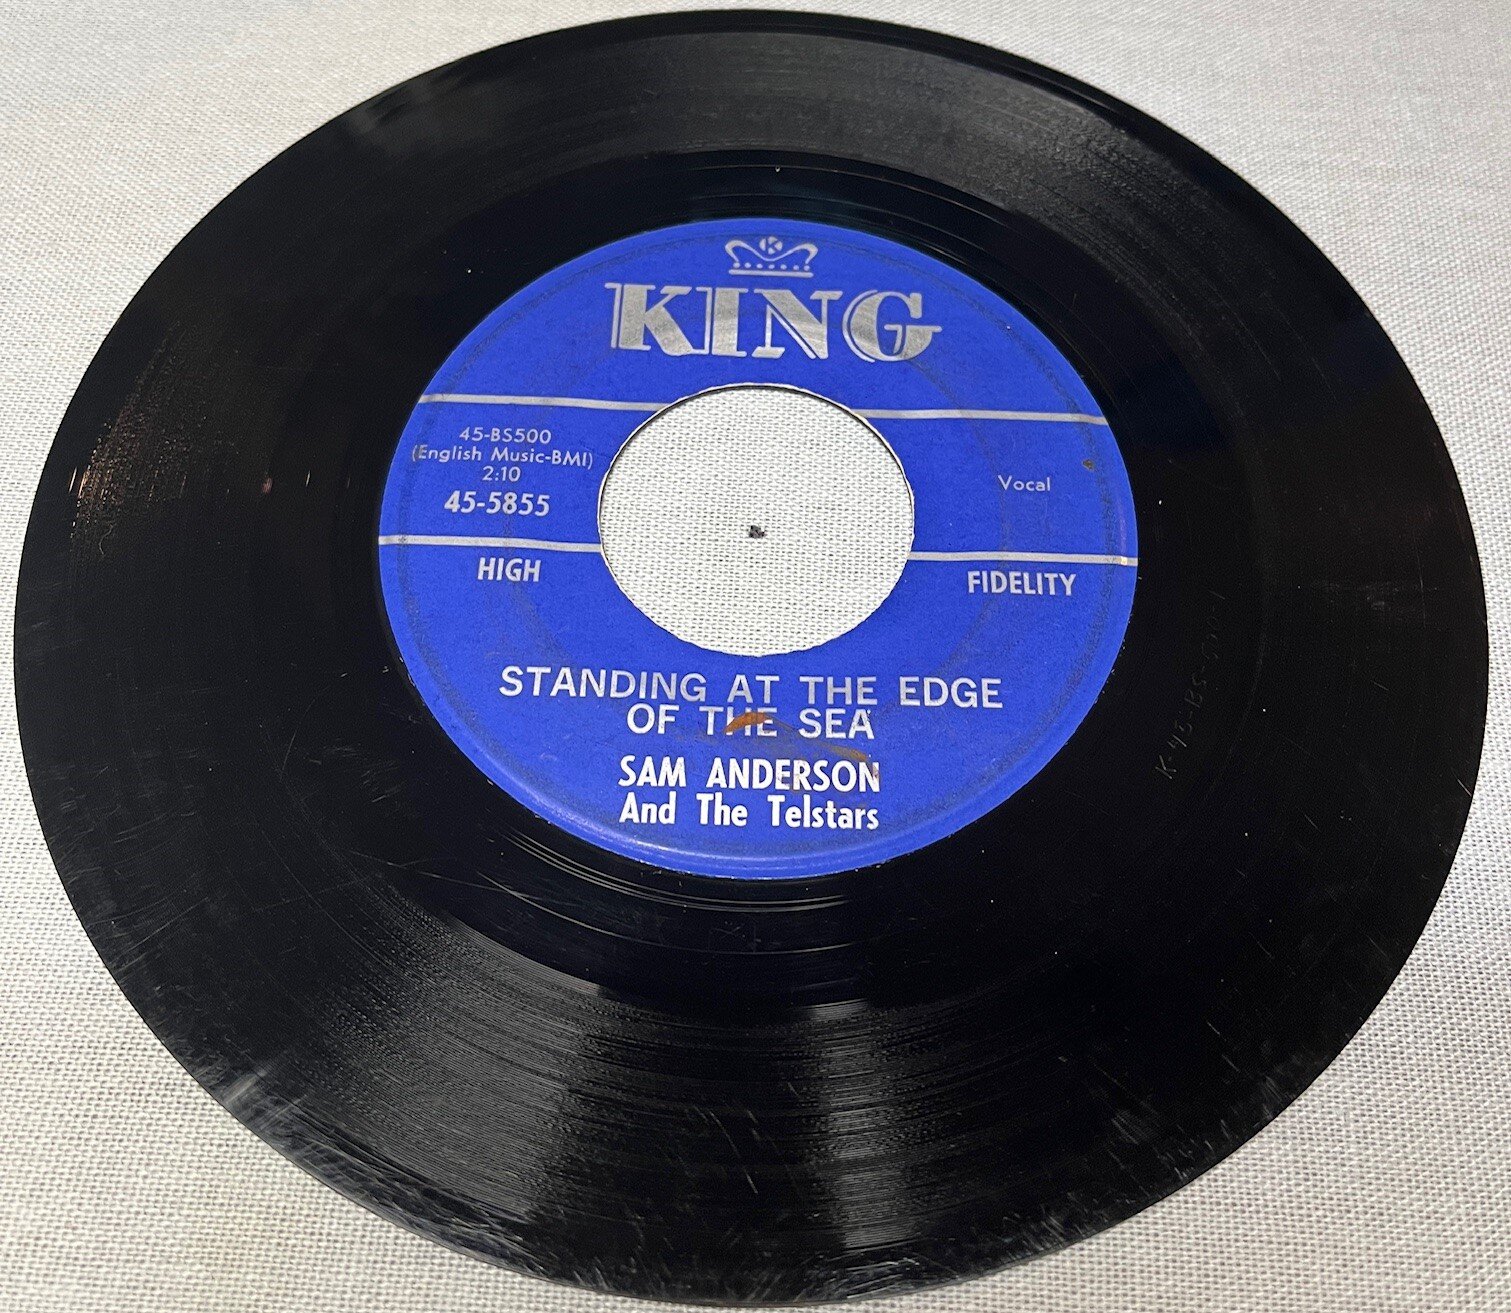 K
KING
45-BS500
(English Music-BMI)
2:10
45-5855
Vocal
HIGH FIDELITY
STANDING AT THE EDGE
OF THE SEA
SAM ANDERSON
And The Telstars